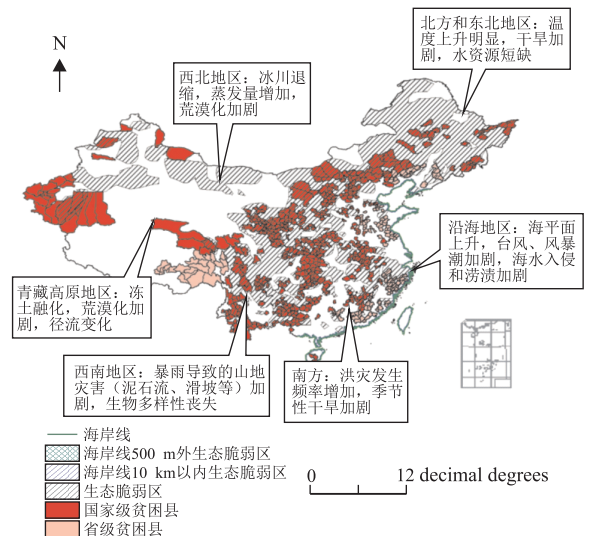 北方和东北地区：温
度上升明显，干旱加
剧，水资源短缺
N
西北地区：冰川退
缩，蒸发量增加，
荒漠化加剧
沿海地区：海平面
上升，台风、风暴
潮加剧，海水入侵
和涝渍加剧
青藏高原地区：冻
土融化，荒漠化加
剧，径流变化
西南地区：暴雨导致的山地
灾害（泥石流、滑坡等）加
剧，生物多样性丧失
南方：洪灾发生
频率增加，季节
性干旱加剧
海岸线
海岸线500 m外生态脆弱区
海岸线10 km以内生态脆弱区
生态脆弱区
国家级贫困县
省级贫困县
0 12 decimal degrees